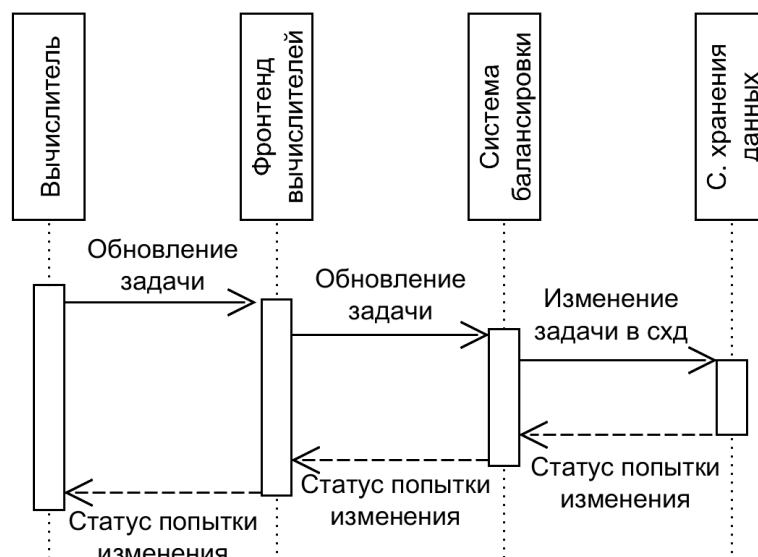 Вычислитель
Фронтенд
вычислителей
Система
балансировки
С. хранения
данных
Обновление
задачи
Обновление
задачи
Изменение
задачи в схд
Статус попытки
изменения
Статус попытки
изменения
Статус попытки
изменения